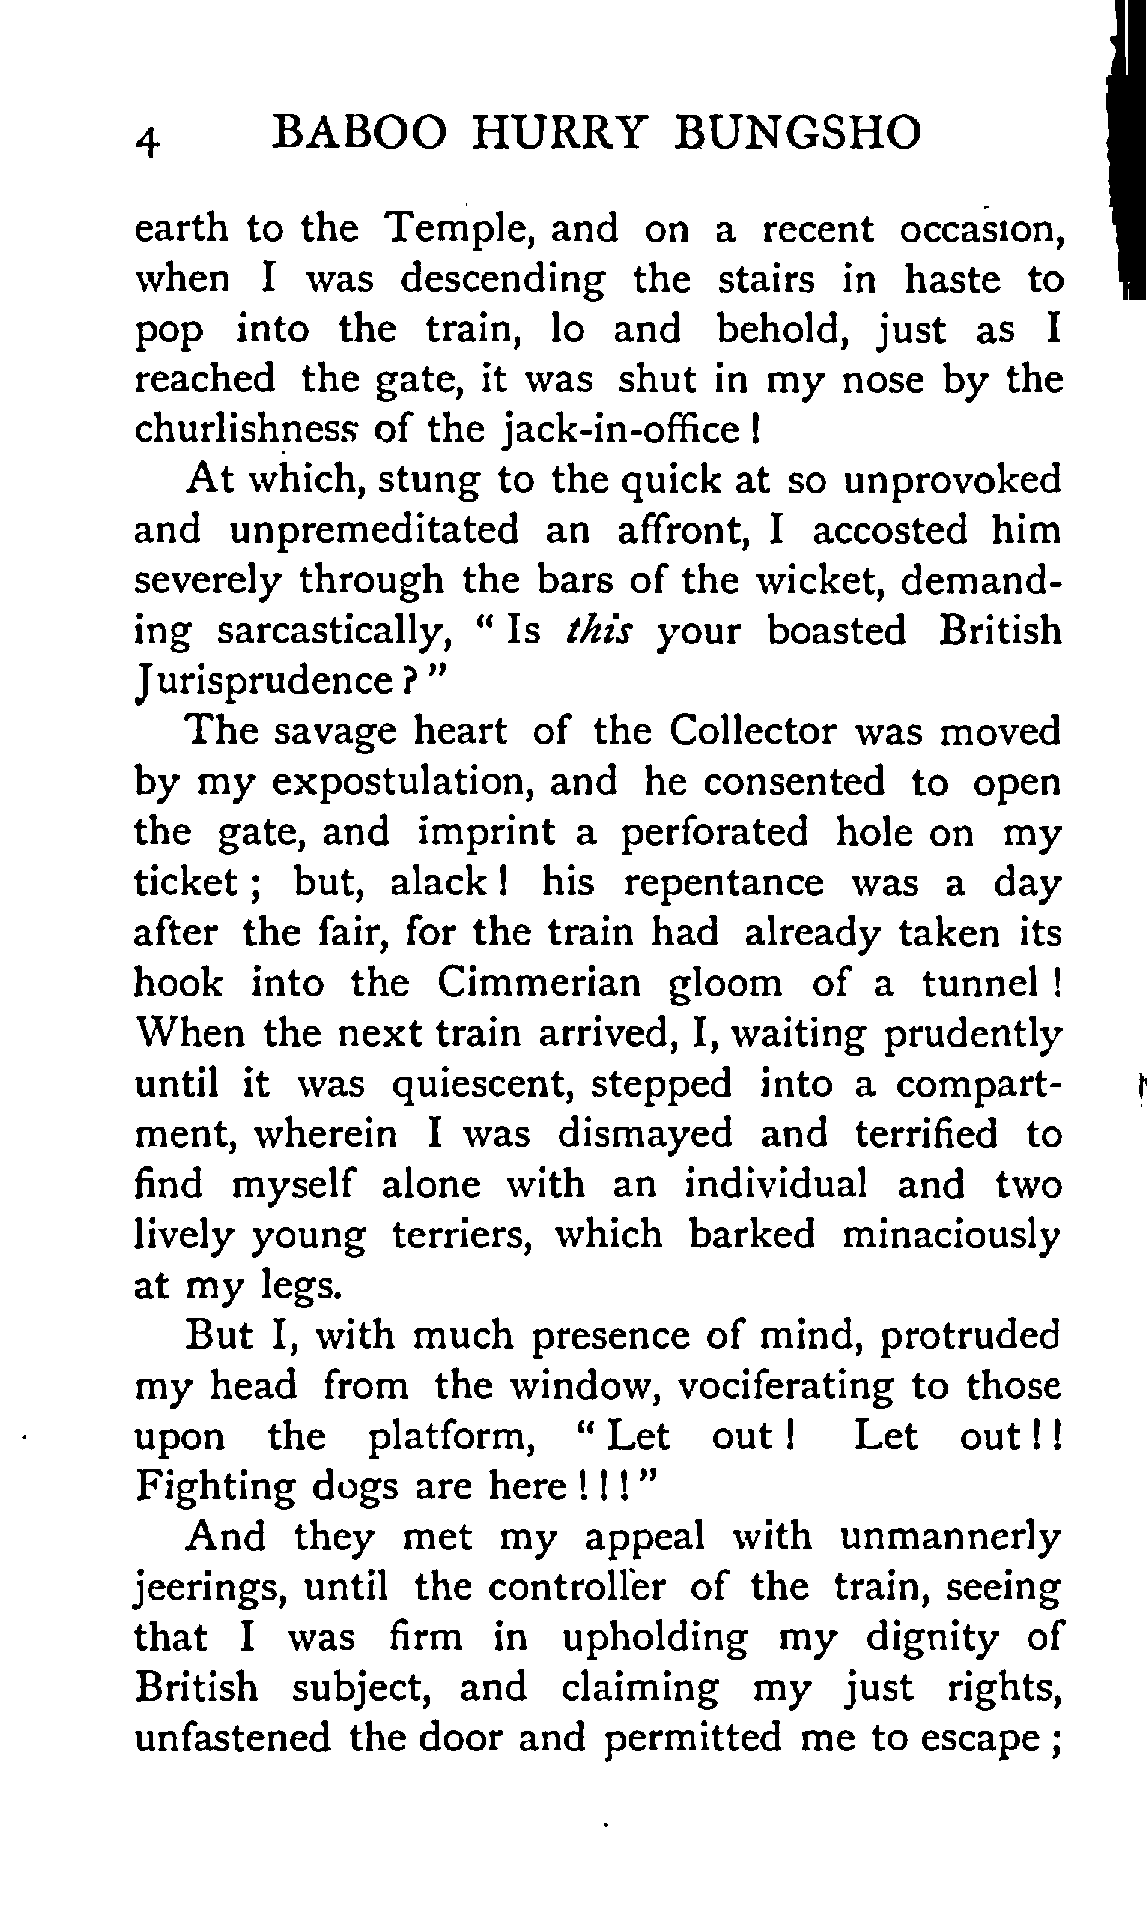 4 BABOO HURRY BUNGSHO
earth to the Temple, and on a recent occasion,
when I was descending the stairs in haste to
pop into the train, lo and behold, just as I
reached the gate, it was shut in my nose by the
churlishness of the jack-in-office !
At which, stung to the quick at so unprovoked
and unpremeditated an affront, I accosted him
severely through the bars of the wicket, demand-
ing sarcastically, “ Is this your boasted British
Jurisprudence ? ”
The savage heart of the Collector was moved
by my expostulation, and he consented to open
the gate, and imprint a perforated hole on my
ticket ; but, alack ! his repentance was a day
after the fair, for the train had already taken its
hook into the Cimmerian gloom of a tunnel !
When the next train arrived, I, waiting prudently
until it was quiescent, stepped into a compart-
ment, wherein I was dismayed and terrified to
find myself alone with an individual and two
lively young terriers, which barked minaciously
at my legs.
But I, with much presence of mind, protruded
my head from the window, vociferating to those
upon the platform, “ Let out ! Let out ! !
Fighting dogs are here ! ! ! ”
And they met my appeal with unmannerly
jeerings, until the controller of the train, seeing
that I was firm in upholding my dignity of
British subject, and claiming my just rights,
unfastened the door and permitted me to escape ;